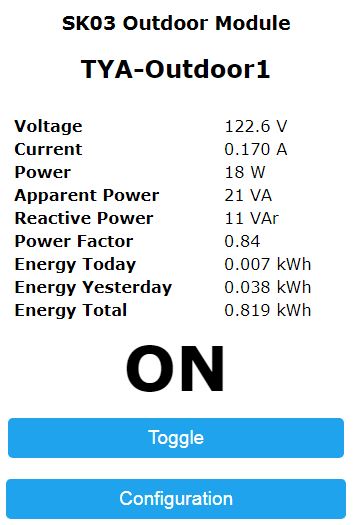 SK03 Outdoor Module
TYA-Outdoor1
Voltage 122.6 V
Current 0.170 A
Power 18 W
Apparent Power 21 VA
Reactive Power 11 VAr
Power Factor 0.84
Energy Today 0.007 kWh
Energy Yesterday 0.038 kWh
Energy Total 0.819 kWh
ON
Toggle
Configuration